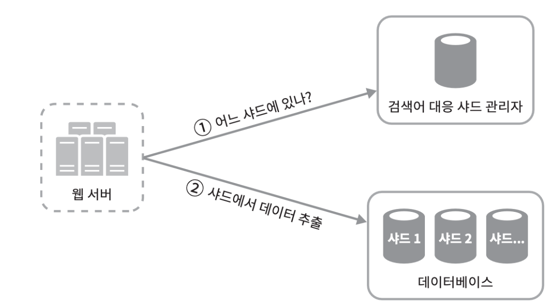 검색어 대응 샤드 관리자
① 어느 샤드에 있나?
웹 서버
② 샤드에서 데이터 추출
샤드 1 샤드 2 샤드...
데이터베이스